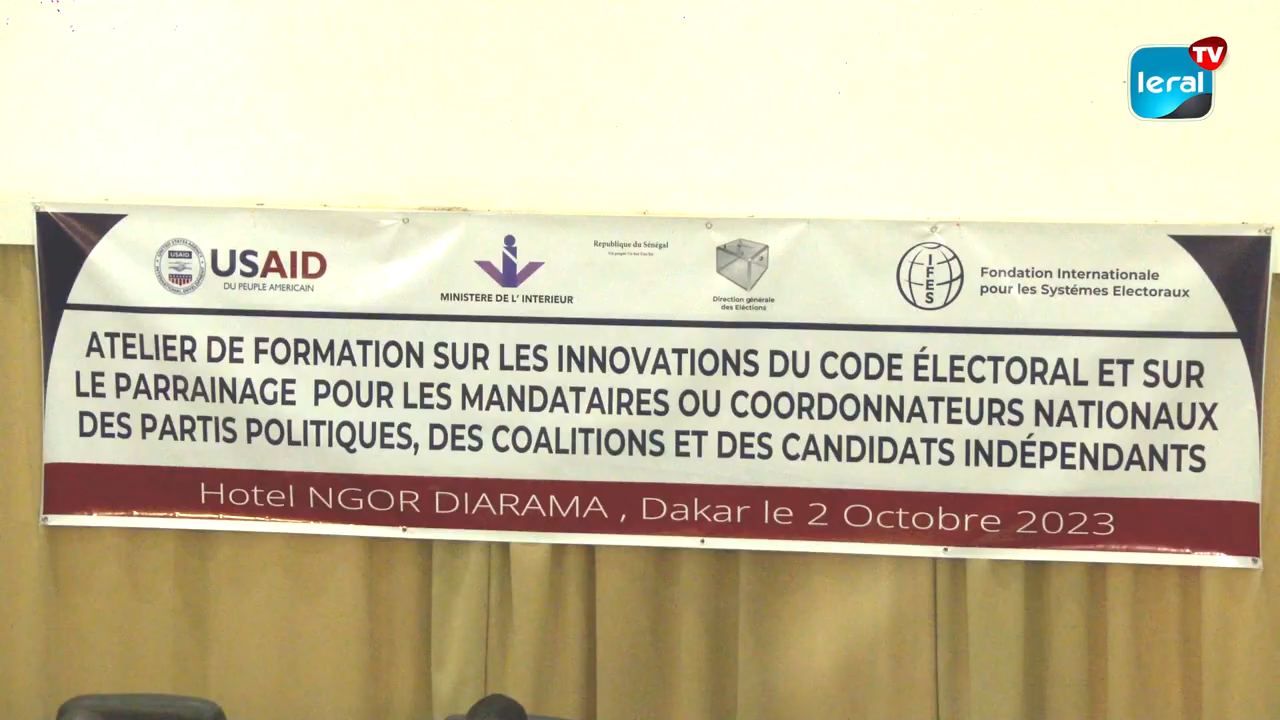 TV
leral
USAID
USAID
DU PEUPLE AMERICAIN
MINISTERE DE L' INTERIEUR
Republique du Sénégal
Direction générale
des Eléctions
IFES
Fondation Internationale
pour les Systémes Electoraux
ATELIER DE FORMATION SUR LES INNOVATIONS DU CODE ÉLECTORAL ET SUR
LE PARRAINAGE POUR LES MANDATAIRES OU COORDONNATEURS NATIONAUX
DES PARTIS POLITIQUES, DES COALITIONS ET DES CANDIDATS INDÉPENDANTS
Hotel NGOR DIARAMA , Dakar le 2 Octobre 2023